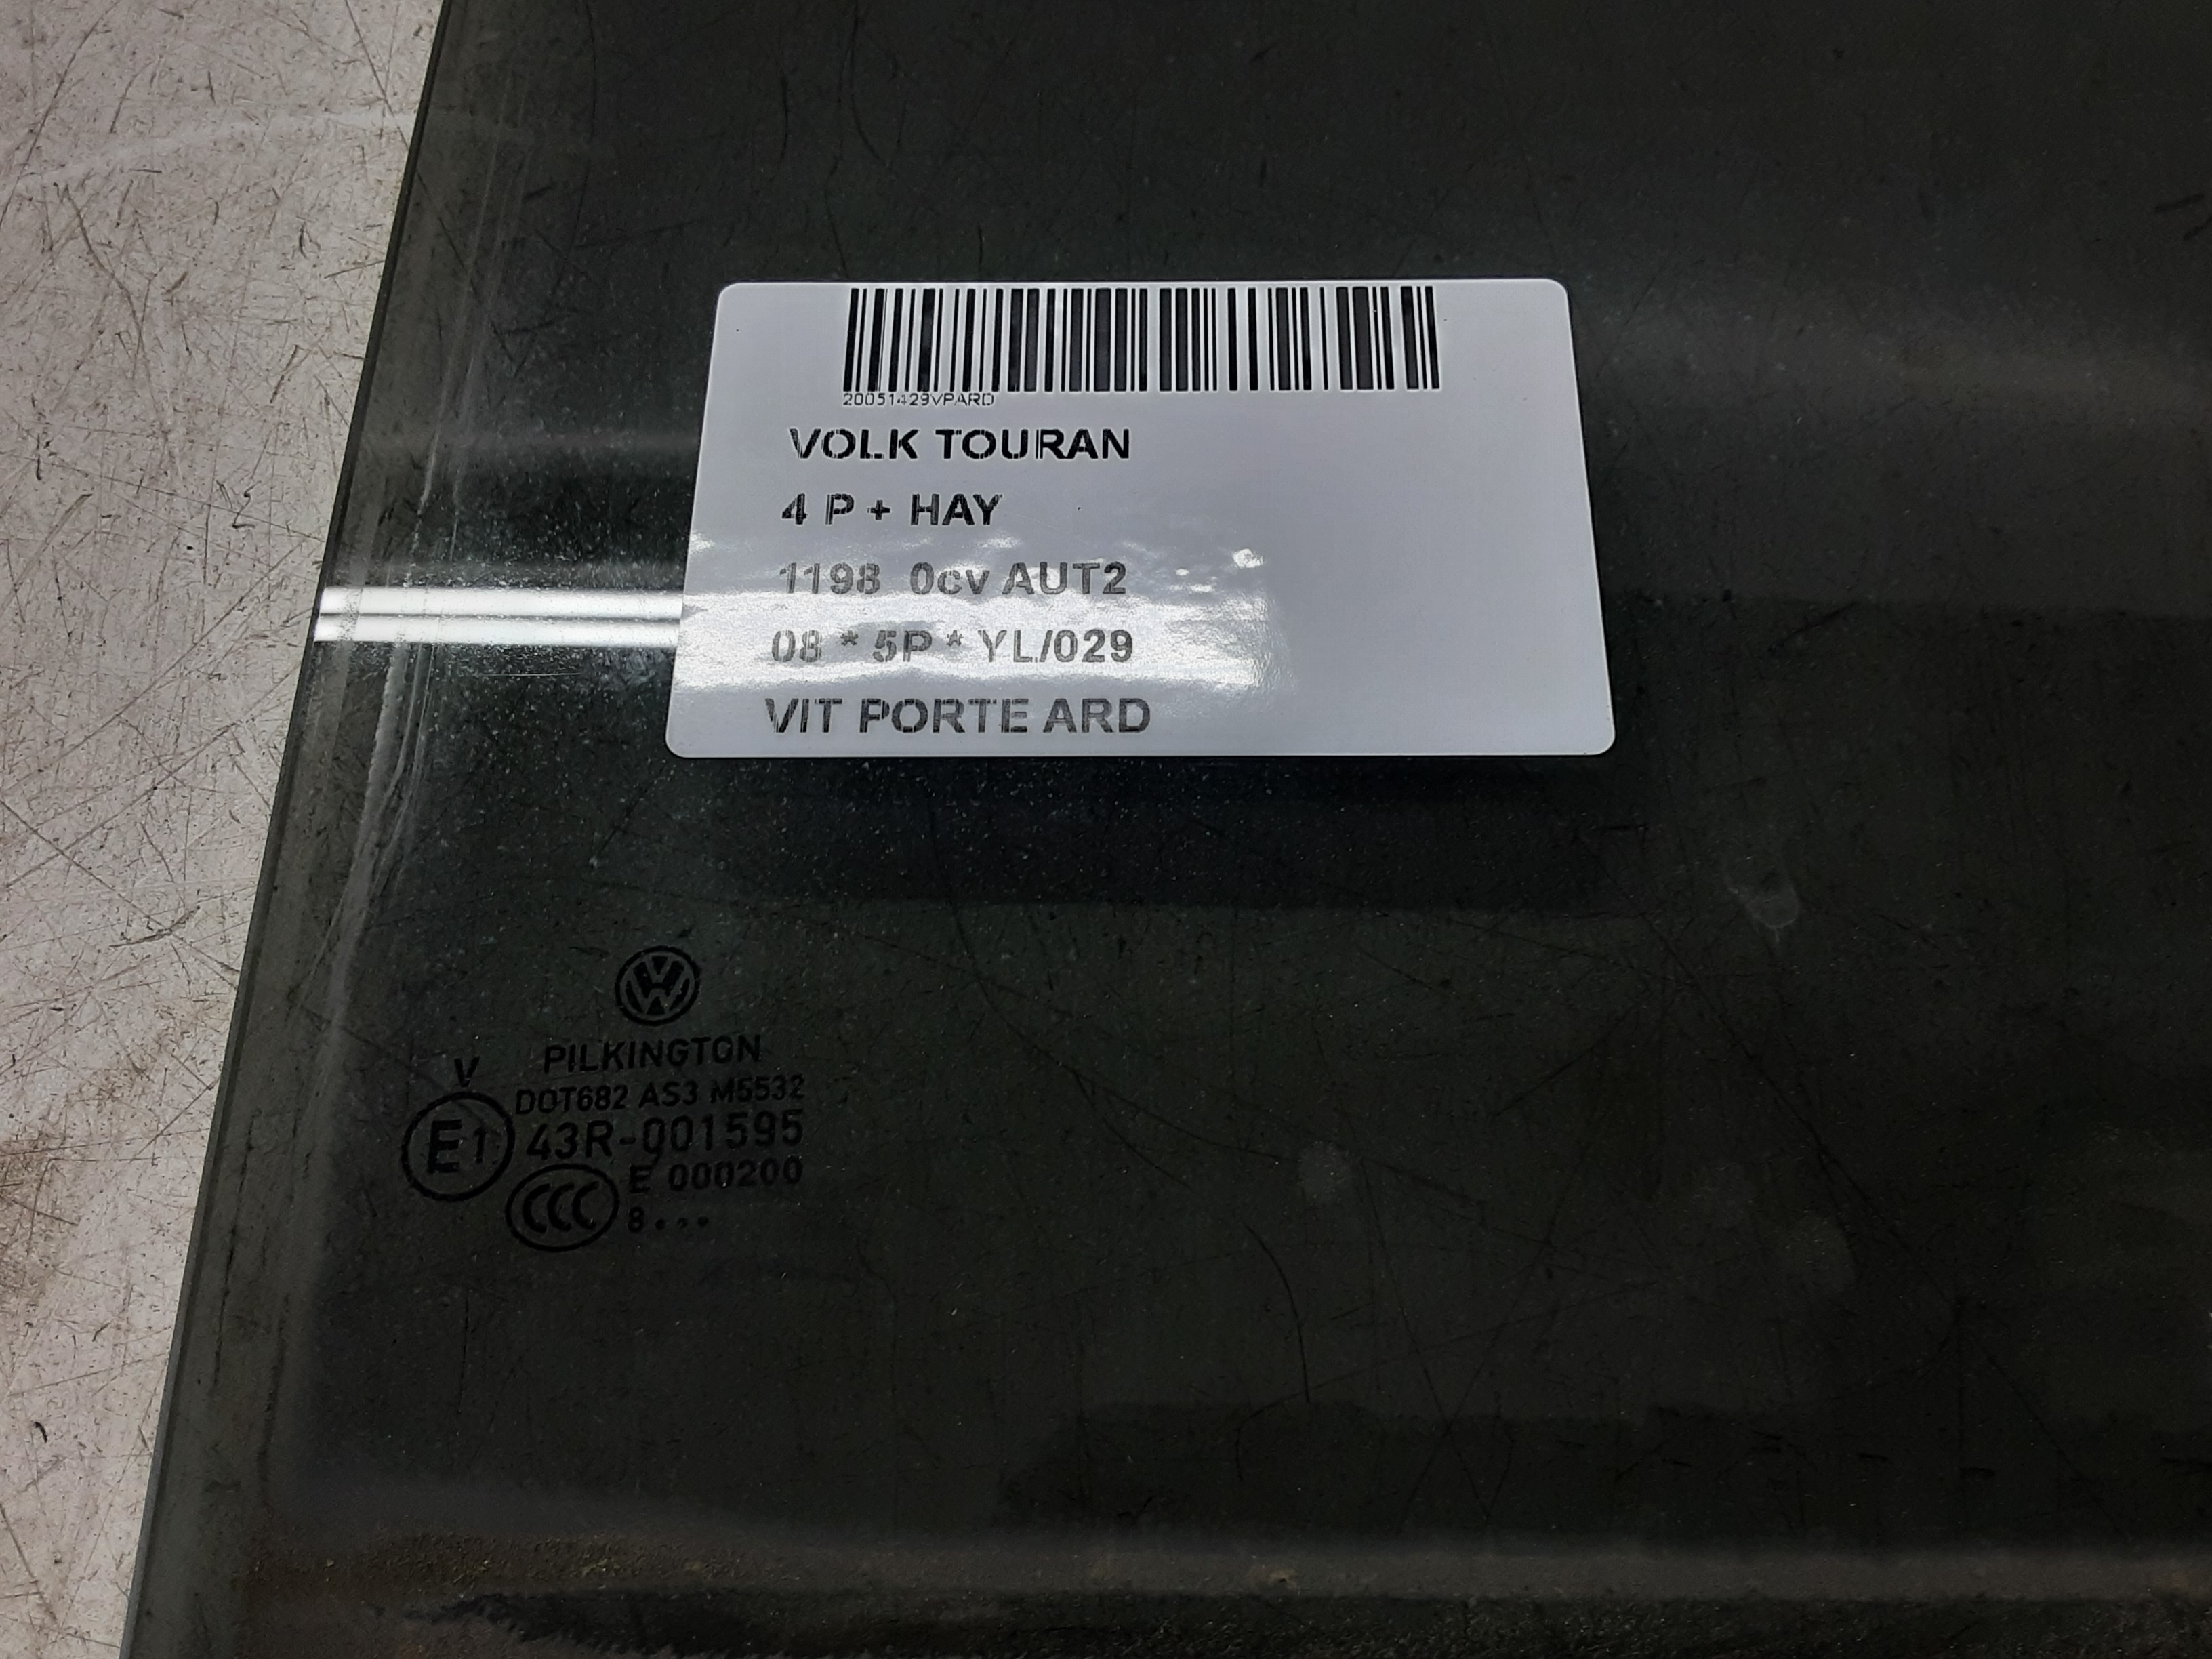 20051429VPARD
VOLK TOURAN
4 P + HAY
1198 0cv AUT2
08 * 5P * YL/029
VIT PORTE ARD
VW
PILKINGTON
V
DOT682 AS3 M5532
E1 43R-001595
CCC E 000200
8...